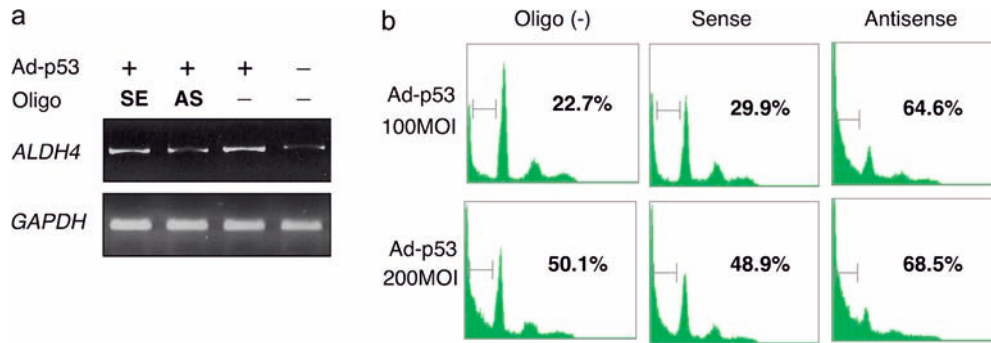 a
Ad-p53 + + + –
Oligo SE AS – –
ALDH4
GAPDH
b
Oligo (-) Sense Antisense
Ad-p53
100MOI
22.7% 29.9% 64.6%
Ad-p53
200MOI
50.1% 48.9% 68.5%